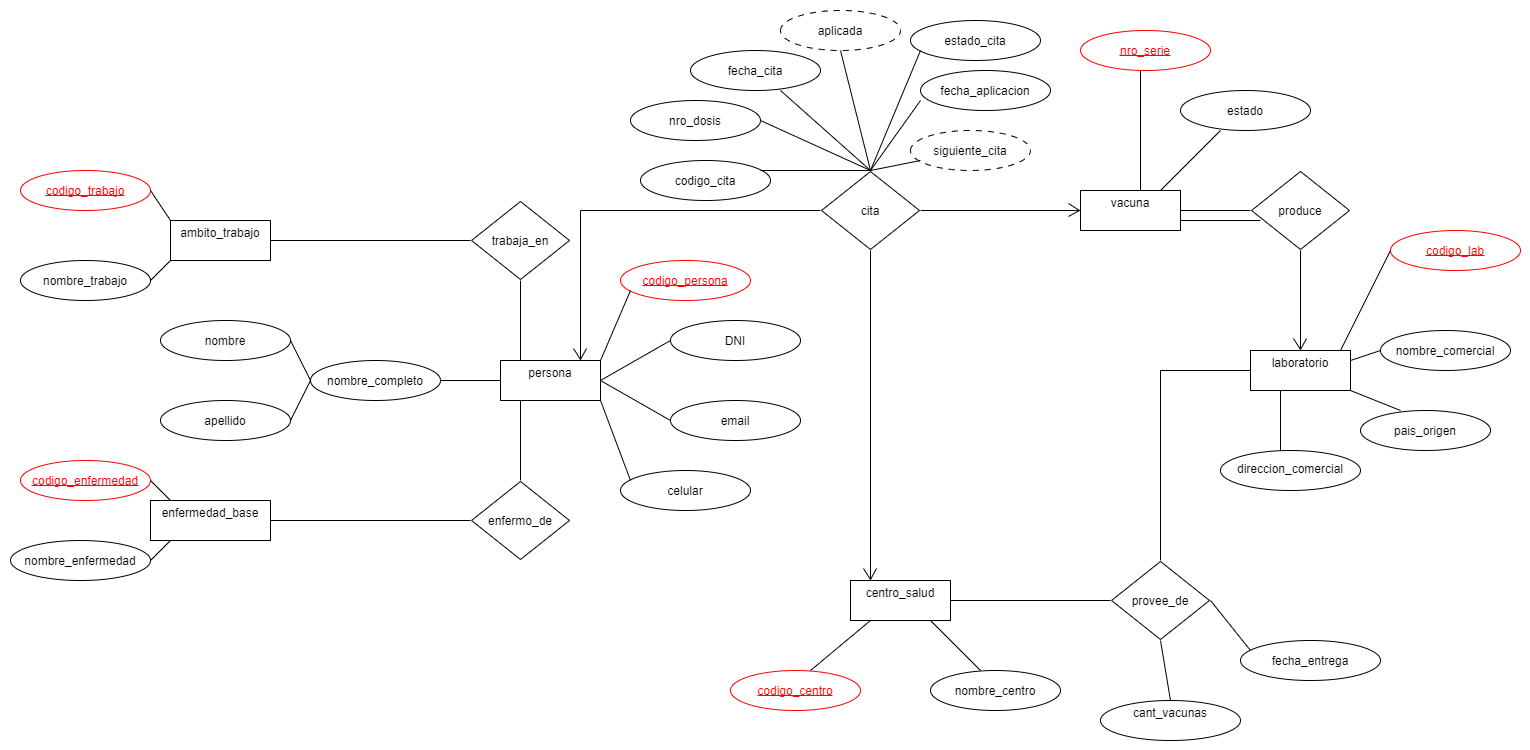 aplicada
estado_cita
nro_serie
fecha_cita
fecha_aplicacion
estado
nro_dosis
siguiente_cita
codigo_cita
codigo_trabajo
vacuna
cita
produce
ambito_trabajo
trabaja_en
codigo_lab
nombre_trabajo
codigo_persona
nombre
DNI
nombre_comercial
laboratorio
persona
nombre_completo
apellido
email
pais_origen
direccion_comercial
codigo_enfermedad
celular
enfermedad_base
enfermo_de
nombre_enfermedad
centro_salud
provee_de
fecha_entrega
codigo_centro
nombre_centro
cant_vacunas